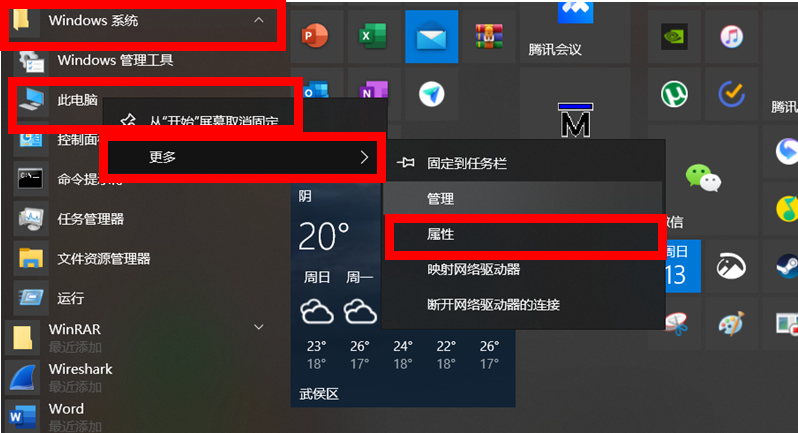 Windows 系统
Windows 管理工具
此电脑
从"开始"屏幕取消固定
控制面
更多
命令提示
任务管理器
文件资源管理器
运行
WinRAR
最近添加
Wireshark
最近添加
Word
最近添加
固定到任务栏
管理
属性
映射网络驱动器
断开网络驱动器的连接
腾讯会议
腾讯
微信
周日
13
阴
20°
周日 周一
23° 26° 24° 22° 26°
18° 17° 18° 18° 17°
武侯区